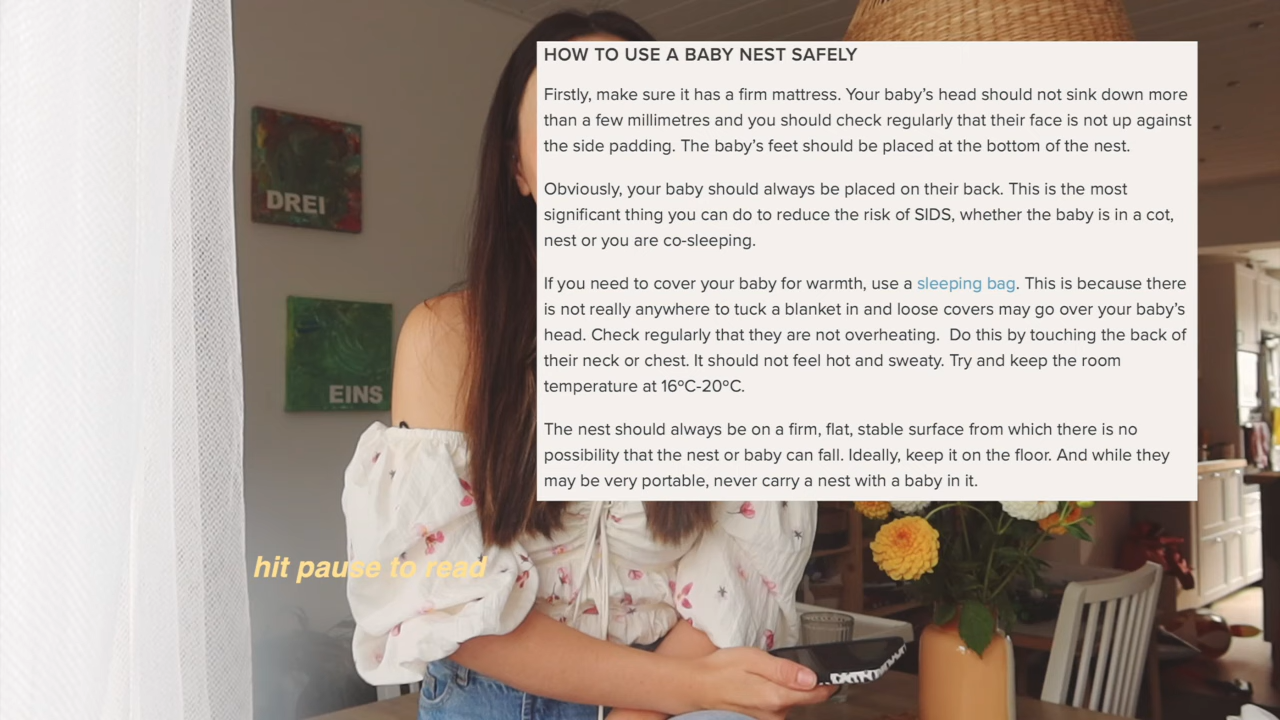 HOW TO USE A BABY NEST SAFELY
Firstly, make sure it has a firm mattress. Your baby’s head should not sink down more
than a few millimetres and you should check regularly that their face is not up against
the side padding. The baby’s feet should be placed at the bottom of the nest.
Obviously, your baby should always be placed on their back. This is the most
significant thing you can do to reduce the risk of SIDS, whether the baby is in a cot,
nest or you are co-sleeping.
If you need to cover your baby for warmth, use a sleeping bag. This is because there
is not really anywhere to tuck a blanket in and loose covers may go over your baby’s
head. Check regularly that they are not overheating.  Do this by touching the back of
their neck or chest. It should not feel hot and sweaty. Try and keep the room
temperature at 16ºC-20ºC.
The nest should always be on a firm, flat, stable surface from which there is no
possibility that the nest or baby can fall. Ideally, keep it on the floor. And while they
may be very portable, never carry a nest with a baby in it.
DREI
EINS
hit pause to read